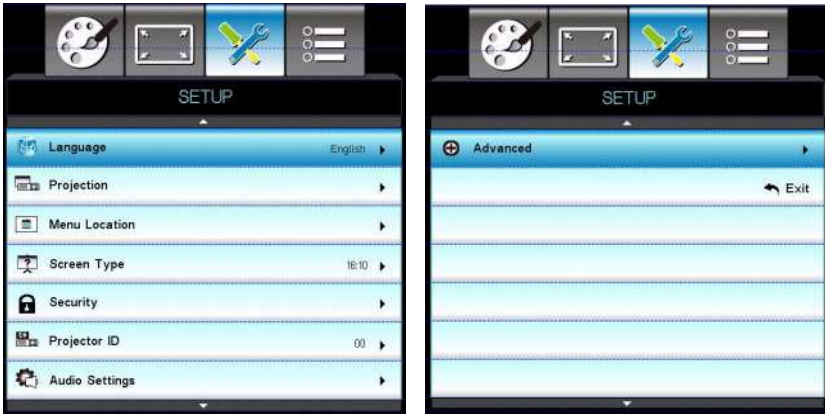 SETUP
Language English
Projection
Menu Location
Screen Type 16:10
Security
Projector ID 00
Audio Settings
SETUP
Advanced
Exit